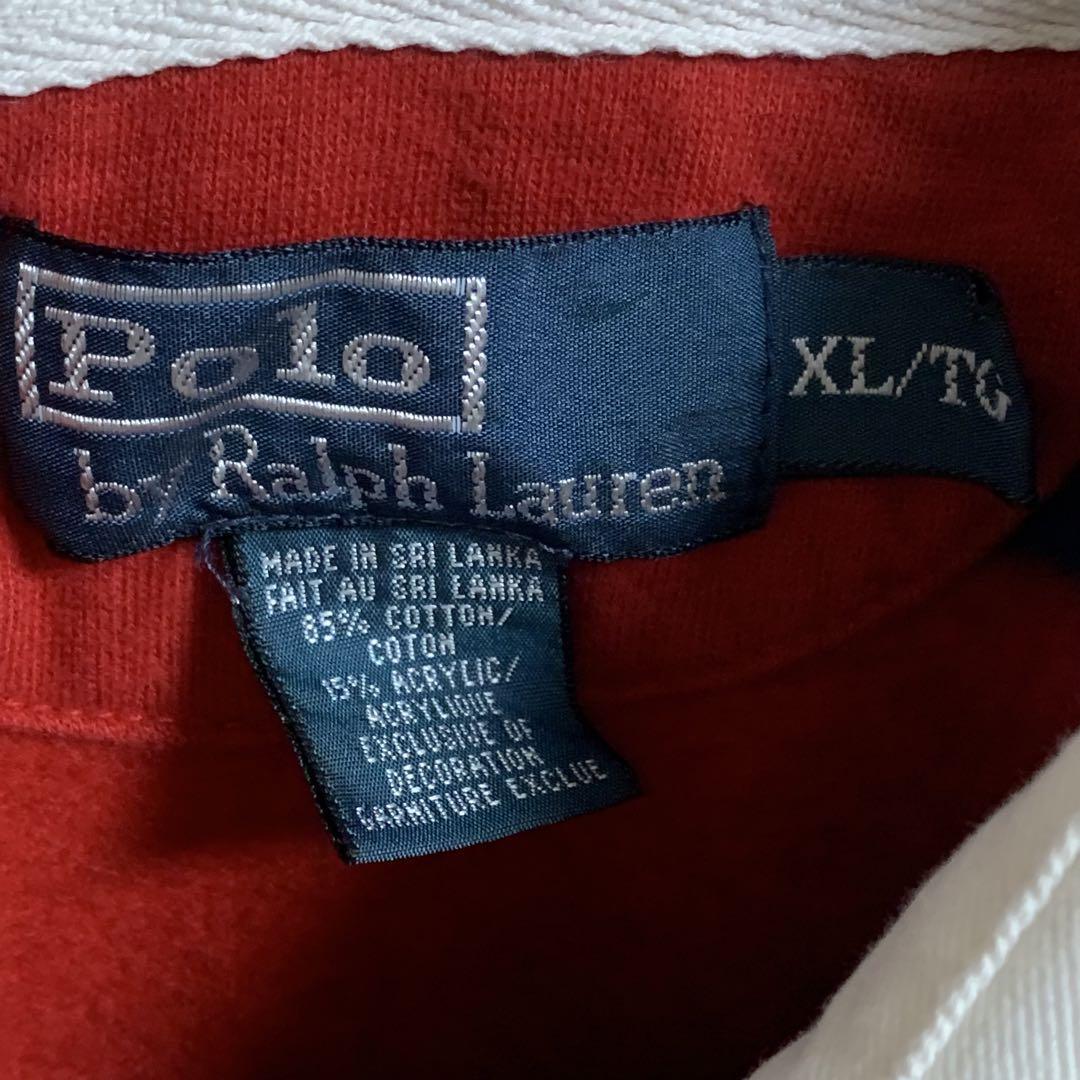 Polo
by Ralph Lauren
XL/TG
MADE IN SRI LANKA
FAIT AU SRI LANKA
85% COTTON/
COTON
15% ACRYLIC/
ACRYLIQUE
EXCLUSIVE OF
DECORATION
GARNITURE EXCLUE